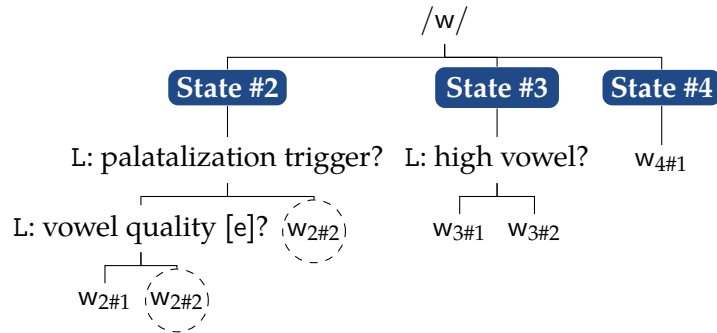 /w/
State #2 State #3 State #4
L: palatalization trigger? L: high vowel? w4#1
L: vowel quality [e]? w2#2 w3#1 w3#2
w2#1 w2#2